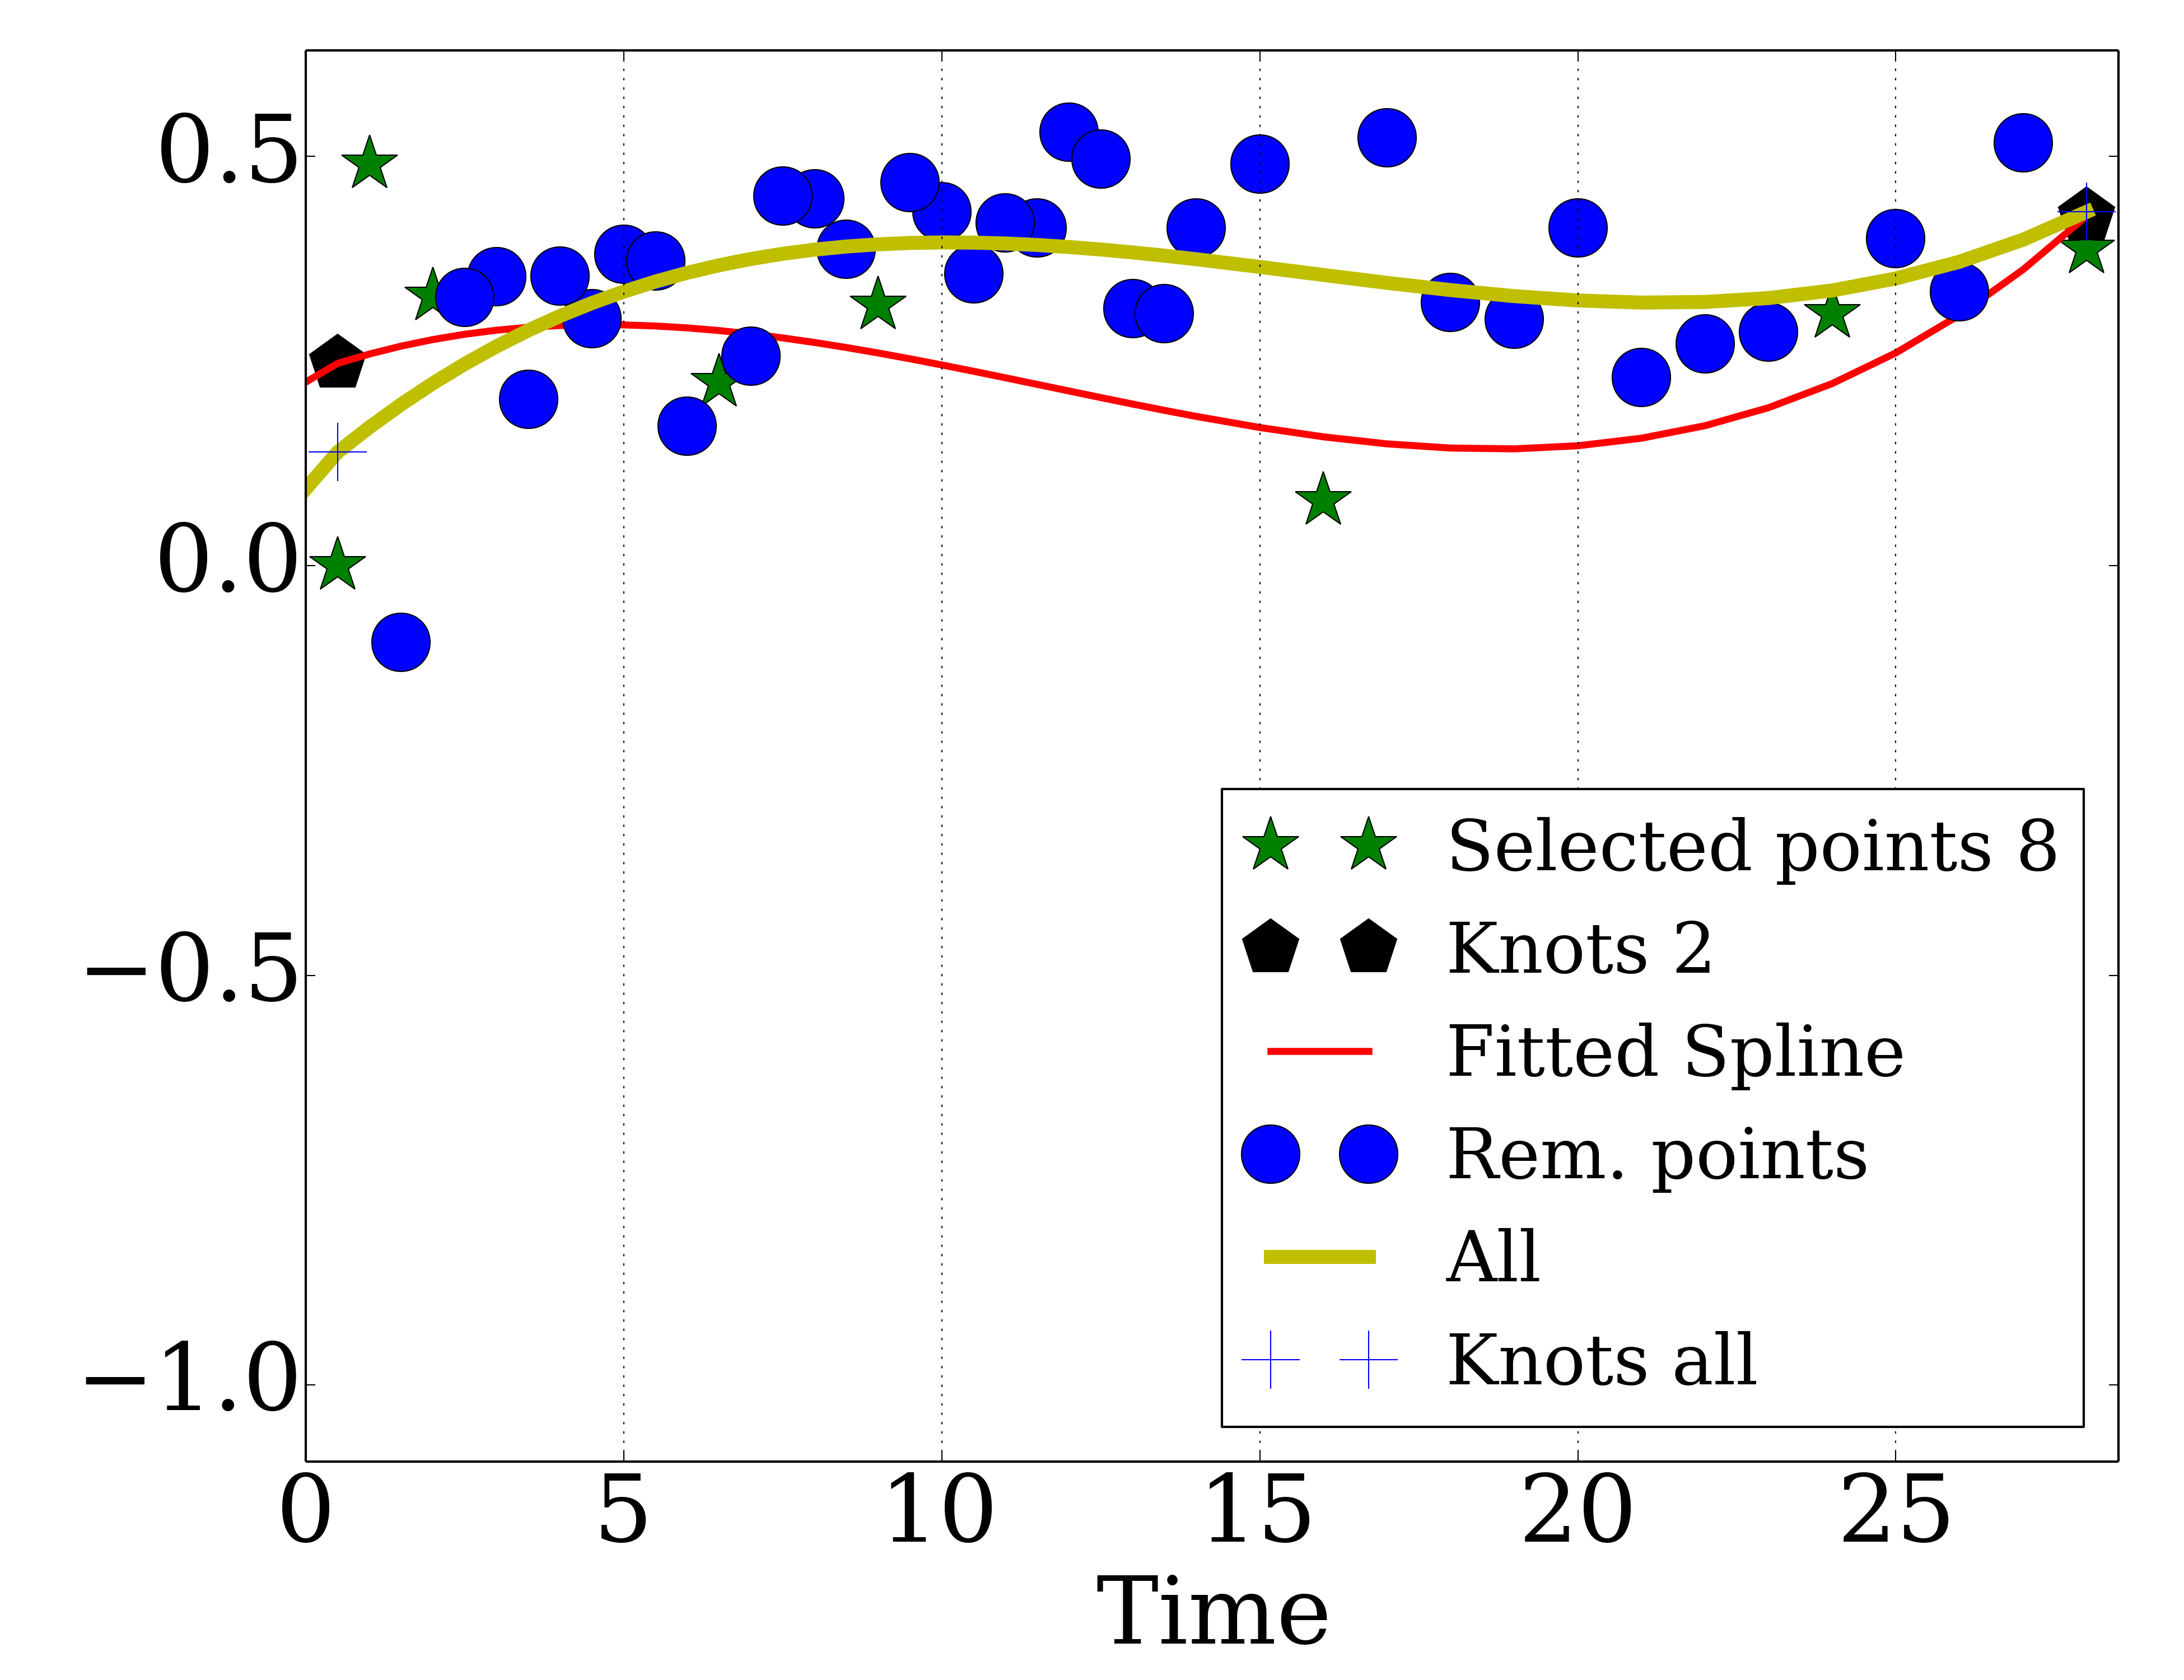 0.5
0.0
−0.5
−1.0
Selected points 8
Knots 2
Fitted Spline
Rem. points
All
Knots all
0 5 10 15 20 25
Time